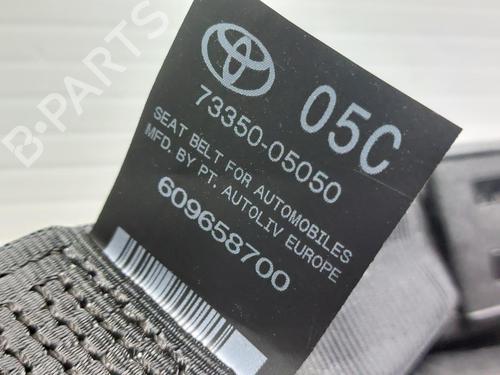 B-PARTS
05C
73350-05050
SEAT BELT FOR AUTOMOBILES
MFD. BY PT. AUTOLIV EUROPE
609658700